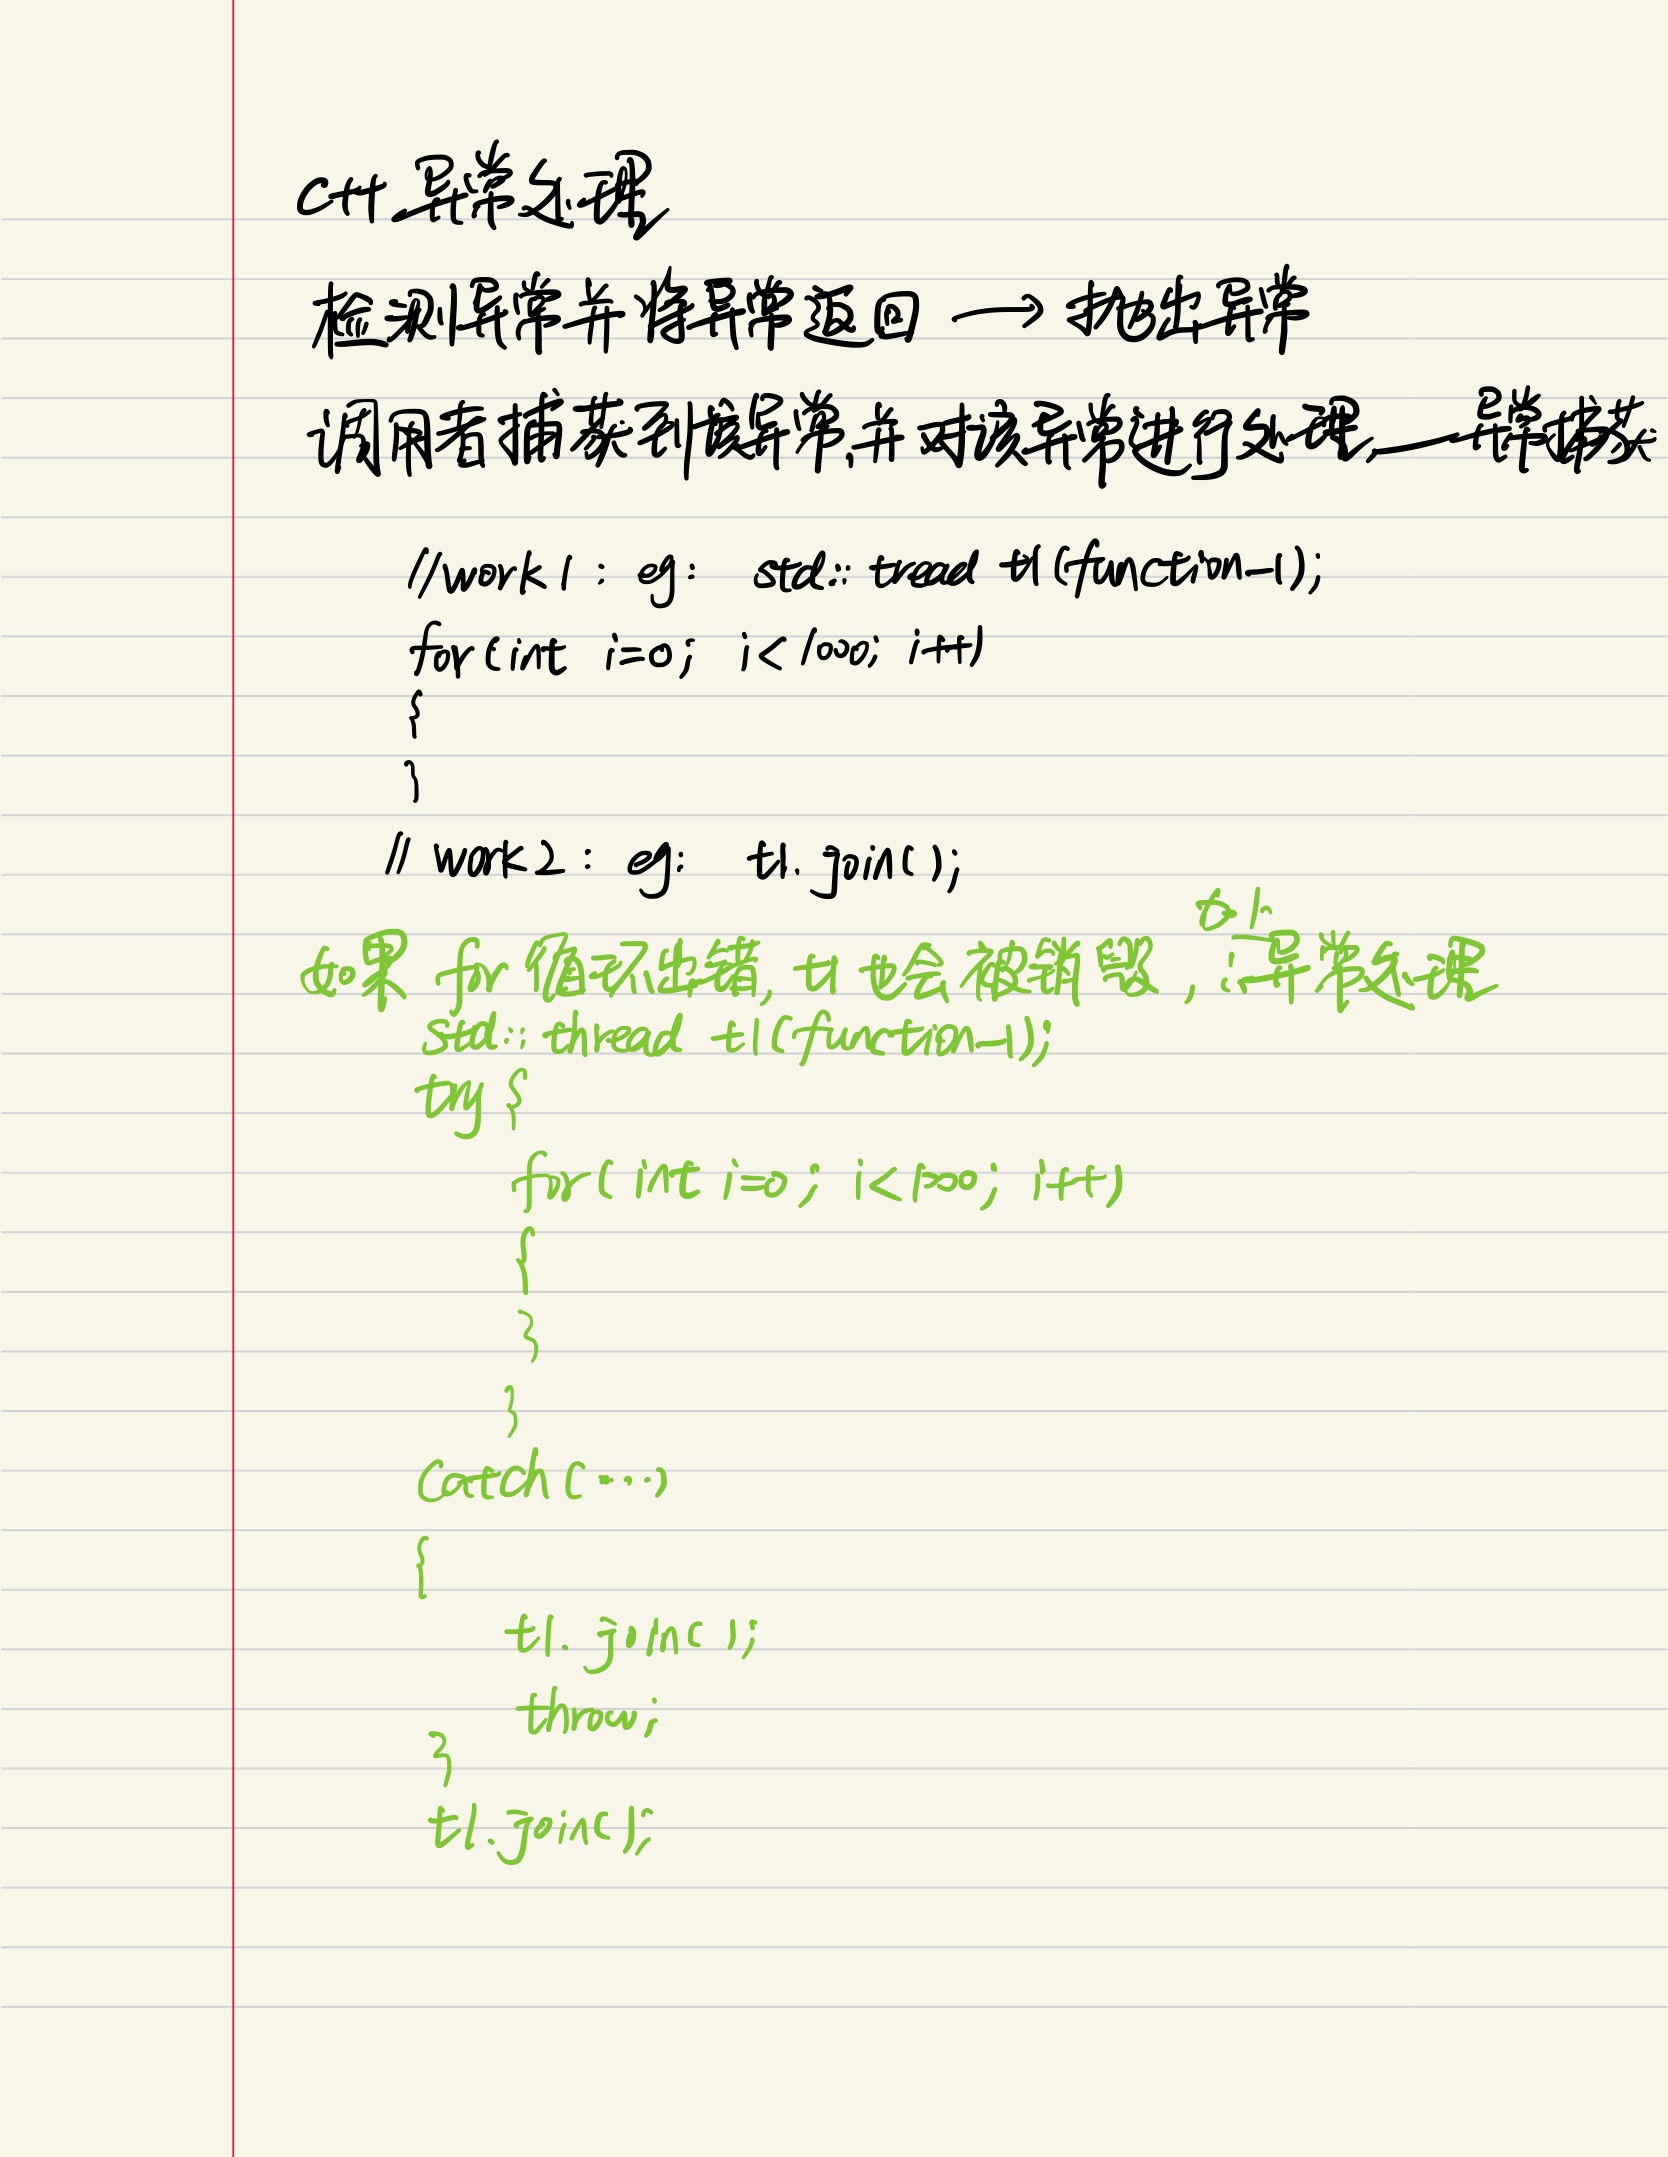 C++ 异常处理
检测异常并将异常返回 → 抛出异常
调用者捕获到该异常,并对该异常进行处理 — 异常捕获
//work1 : eg: std::tread t1(function_1);
for(int i=0; i<1000; i++)
{
}
// work2 : eg: t1.join();
如果 for 循环出错, t1 也会被销毁, ∴异常处理
std::thread t1(function_1);
try {
for(int i=0; i<1000; i++)
{
}
}
Catch(...)
{
t1.join();
throw;
}
t1.join();